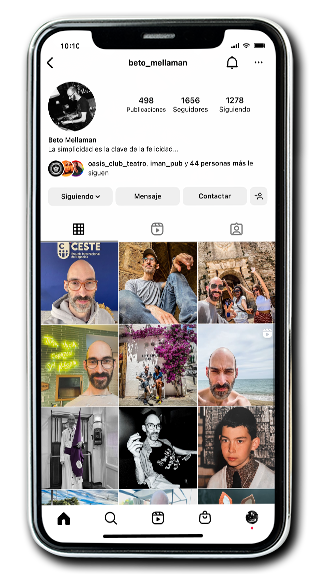 10:10
beto_mellaman
498
1656
1278
Publicaciones
Seguidores
Siguiendo
Beto Mellaman
La simplicidad es la clave de la felicidad...
oasis_club_teatro, iman_pub y 44 personas más le
siguen
Siguiendo
Mensaje
Contactar
CESTE